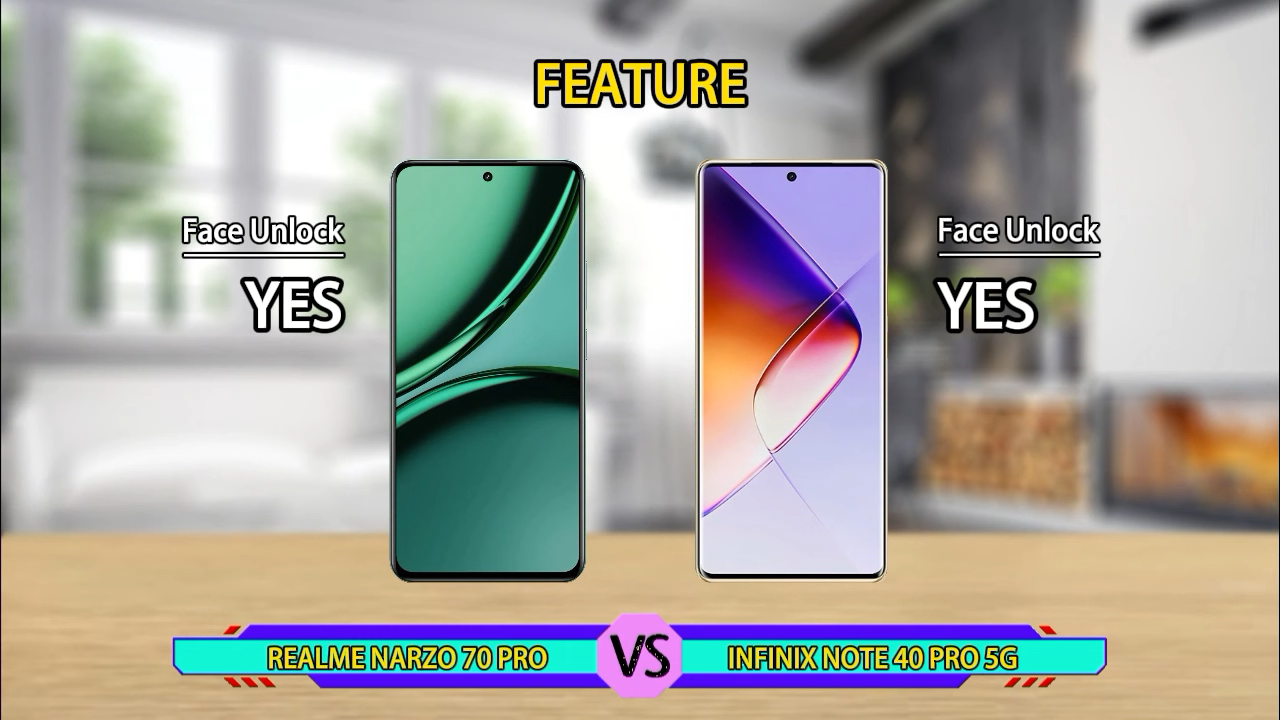 FEATURE
Face Unlock
YES
Face Unlock
YES
REALME NARZO 70 PRO
VS
INFINIX NOTE 40 PRO 5G